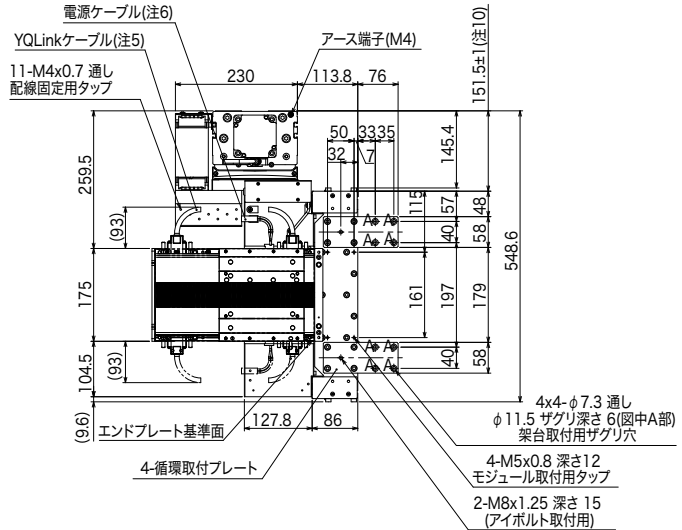 電源ケーブル(注6)
YQLinkケーブル(注5)
アース端子(M4)
11-M4x0.7 通し
配線固定用タップ
230
113.8
76
151.5±1(注10)
50
33
35
32
7
145.4
259.5
115
57
48
(93)
A
A
40
58
A
A
548.6
175
161
197
179
(93)
A
A
40
58
A
A
104.5
(9.6)
127.8
86
エンドプレート基準面
4-循環取付プレート
4x4-φ7.3 通し
φ11.5 ザグリ深さ 6(図中A部)
架台取付用ザグリ穴
4-M5x0.8 深さ12
モジュール取付用タップ
2-M8x1.25 深さ 15
(アイボルト取付用)